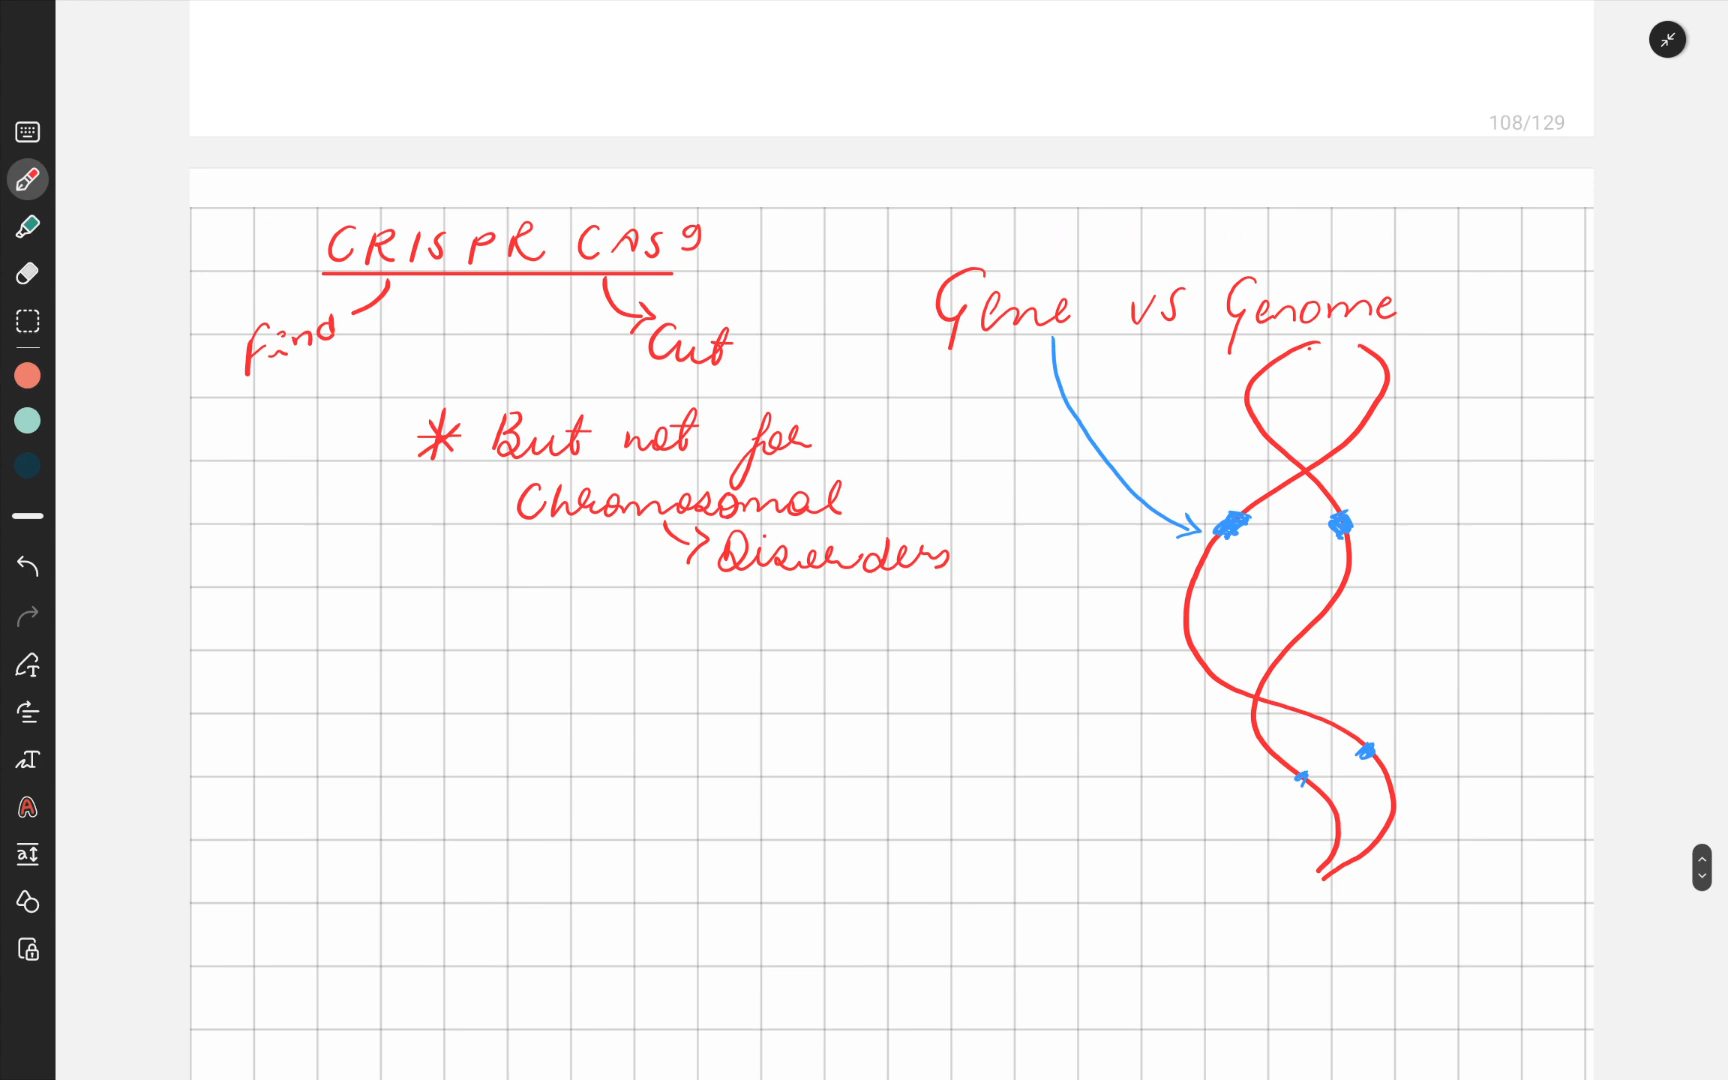 108/129
CRISPR CAS9
find
Cut
Gene vs Genome
* But not for
Chromosomal
Disorders